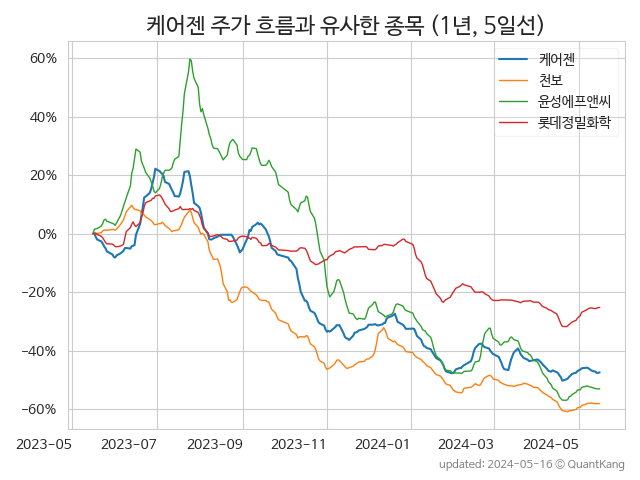 케어젠 주가 흐름과 유사한 종목 (1년, 5일선)
케어젠
천보
윤성에프앤씨
롯데정밀화학
60%
40%
20%
0%
−20%
−40%
−60%
2023-05 2023-07 2023-09 2023-11 2024-01 2024-03 2024-05
updated: 2024-05-16 © QuantKang